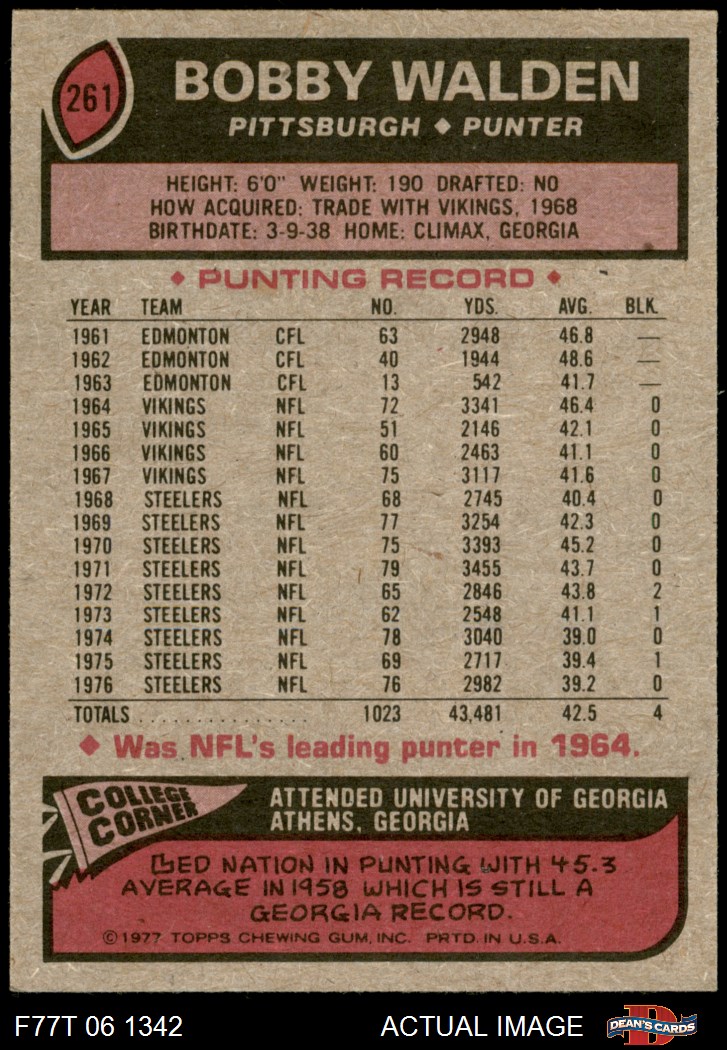 261
BOBBY WALDEN
PITTSBURGH ◆ PUNTER
HEIGHT: 6'0" WEIGHT: 190 DRAFTED: NO
HOW ACQUIRED: TRADE WITH VIKINGS, 1968
BIRTHDATE: 3-9-38 HOME: CLIMAX, GEORGIA
◆ PUNTING RECORD ◆
YEAR TEAM NO. YDS. AVG. BLK.
1961 EDMONTON CFL 63 2948 46.8 —
1962 EDMONTON CFL 40 1944 48.6 —
1963 EDMONTON CFL 13 542 41.7 —
1964 VIKINGS NFL 72 3341 46.4 0
1965 VIKINGS NFL 51 2146 42.1 0
1966 VIKINGS NFL 60 2463 41.1 0
1967 VIKINGS NFL 75 3117 41.6 0
1968 STEELERS NFL 68 2745 40.4 0
1969 STEELERS NFL 77 3254 42.3 0
1970 STEELERS NFL 75 3393 45.2 0
1971 STEELERS NFL 79 3455 43.7 0
1972 STEELERS NFL 65 2846 43.8 2
1973 STEELERS NFL 62 2548 41.1 1
1974 STEELERS NFL 78 3040 39.0 0
1975 STEELERS NFL 69 2717 39.4 1
1976 STEELERS NFL 76 2982 39.2 0
TOTALS . . . . . . . . . . . . . . . . 1023 43,481 42.5 4
◆ Was NFL's leading punter in 1964.
COLLEGE
CORNER
ATTENDED UNIVERSITY OF GEORGIA
ATHENS, GEORGIA
LED NATION IN PUNTING WITH 45.3
AVERAGE IN 1958 WHICH IS STILL A
GEORGIA RECORD.
©1977 TOPPS CHEWING GUM, INC. PRTD. IN U.S.A.
F77T 06 1342 ACTUAL IMAGE
D
DEAN'S CARDS